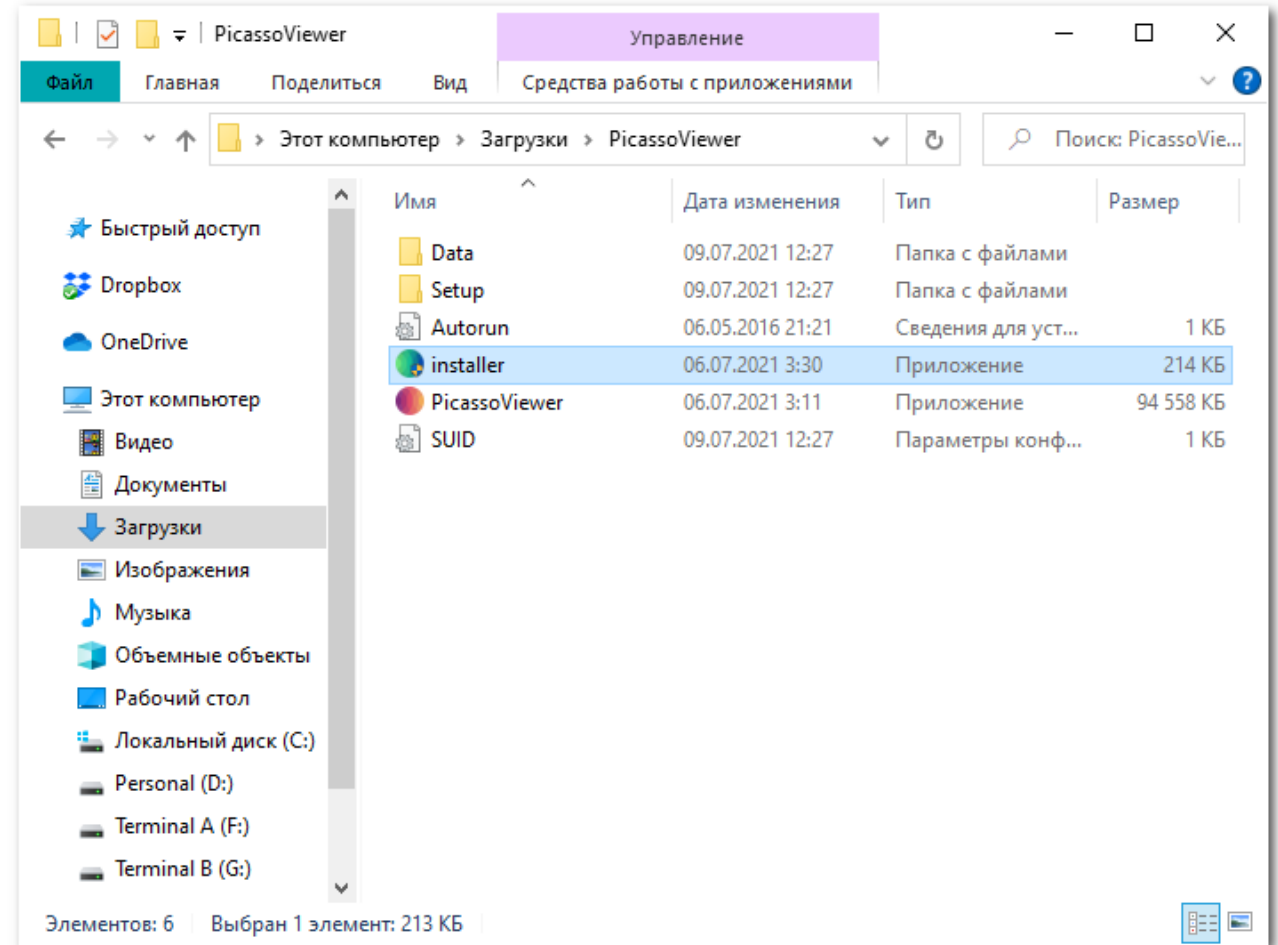 PicassoViewer
Управление
Файл Главная Поделиться Вид Средства работы с приложениями ?
Этот компьютер > Загрузки > PicassoViewer
Поиск: PicassoVie...
Имя Дата изменения Тип Размер
Быстрый доступ
Dropbox
OneDrive
Этот компьютер
Видео
Документы
Загрузки
Изображения
Музыка
Объемные объекты
Рабочий стол
Локальный диск (C:)
Personal (D:)
Terminal A (F:)
Terminal B (G:)
Data 09.07.2021 12:27 Папка с файлами
Setup 09.07.2021 12:27 Папка с файлами
Autorun 06.05.2016 21:21 Сведения для уст... 1 КБ
installer 06.07.2021 3:30 Приложение 214 КБ
PicassoViewer 06.07.2021 3:11 Приложение 94 558 КБ
SUID 09.07.2021 12:27 Параметры конф... 1 КБ
Элементов: 6 Выбран 1 элемент: 213 КБ